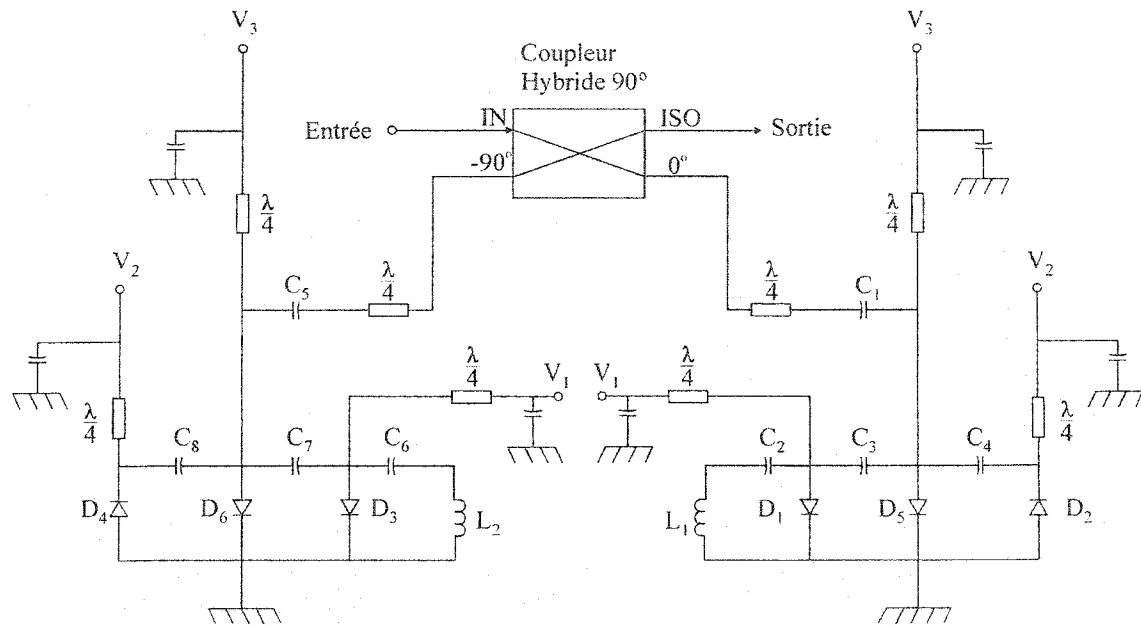 V₃ V₃
Coupleur
Hybride 90°
Entrée IN ISO Sortie
-90° 0°
λ/4 λ/4
V₂ V₂
C₅ λ/4 λ/4 C₁
λ/4 V₁ V₁ λ/4
λ/4 λ/4
C₈ C₇ C₆ C₂ C₃ C₄
D₄ D₆ D₃ L₂ L₁ D₁ D₅ D₂